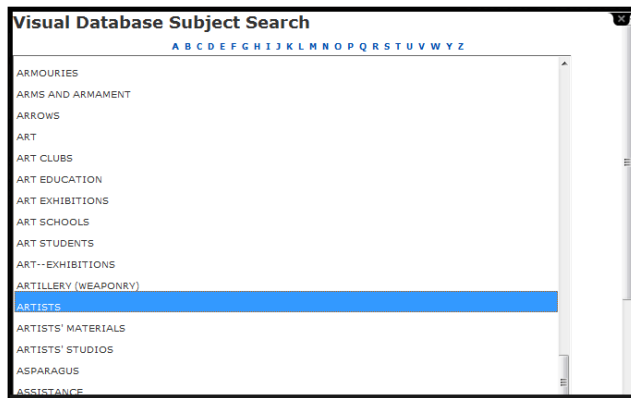 Visual Database Subject Search
A B C D E F G H I J K L M N O P Q R S T U V W Y Z
ARMOURIES
ARMS AND ARMAMENT
ARROWS
ART
ART CLUBS
ART EDUCATION
ART EXHIBITIONS
ART SCHOOLS
ART STUDENTS
ART--EXHIBITIONS
ARTILLERY (WEAPONRY)
ARTISTS
ARTISTS' MATERIALS
ARTISTS' STUDIOS
ASPARAGUS
ASSISTANCE